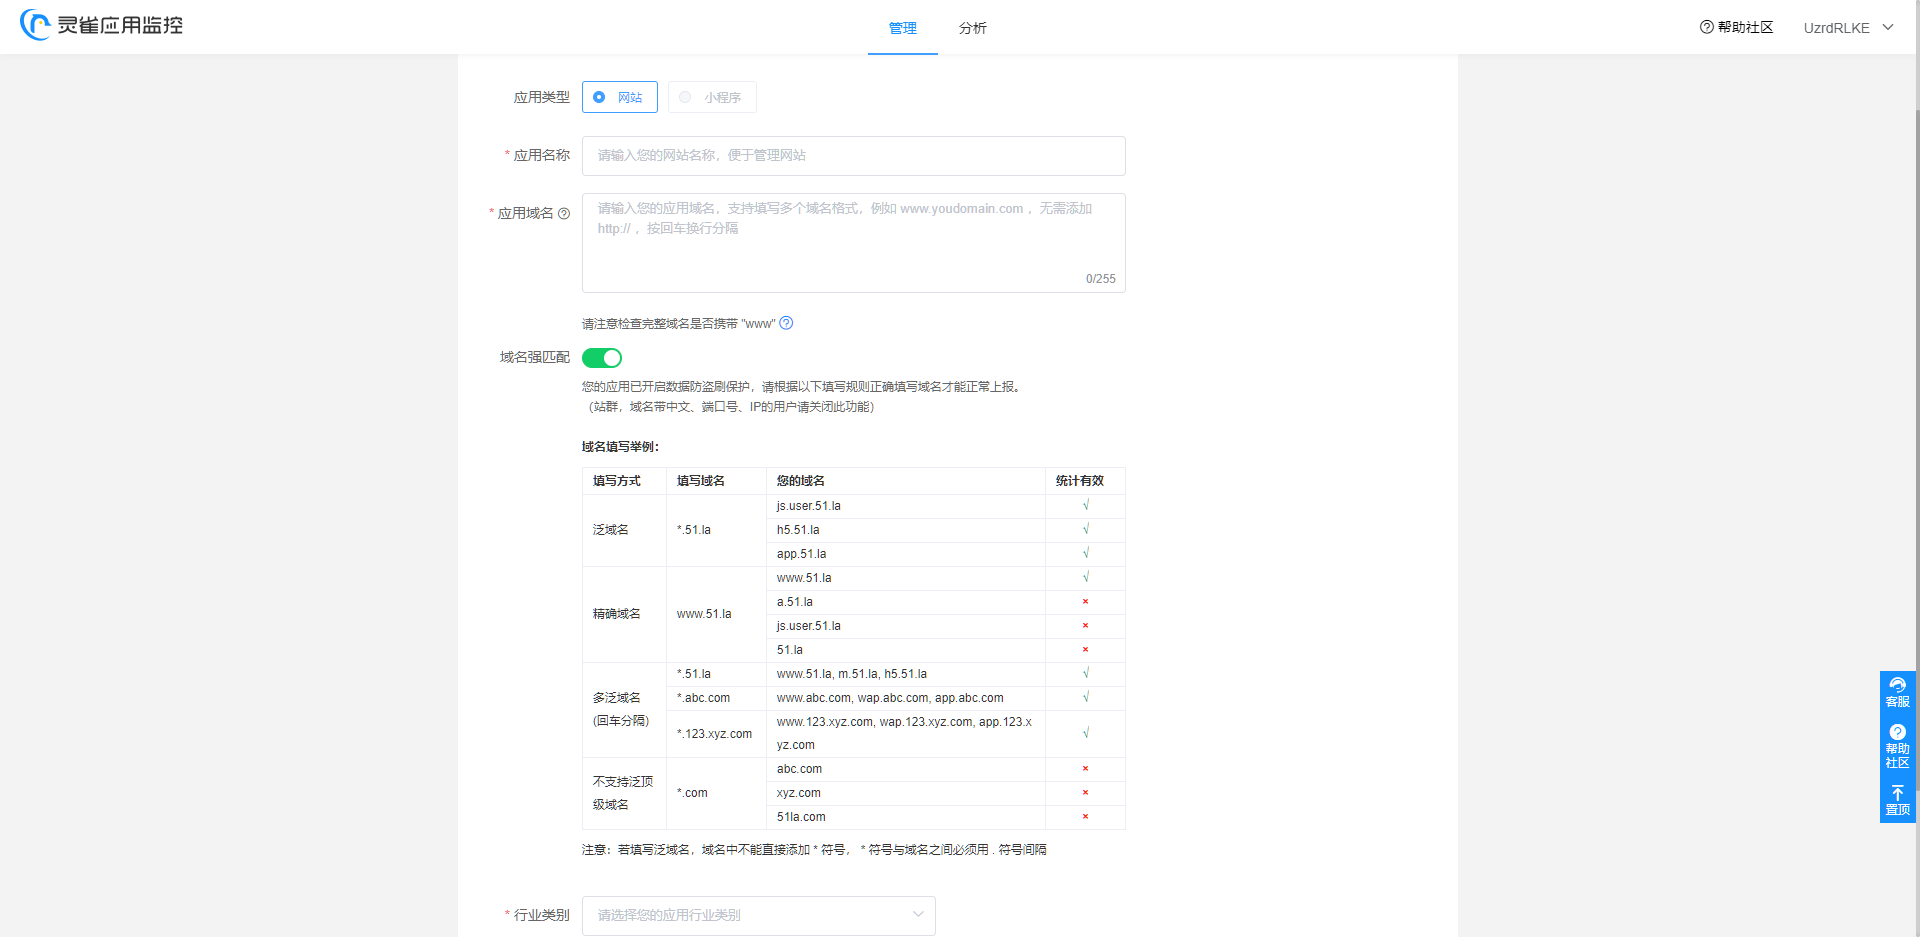 灵雀应用监控
管理
分析
帮助社区
UzrdRLKE
应用类型
网站
小程序
* 应用名称
请输入您的网站名称，便于管理网站
* 应用域名
请输入您的应用域名，支持填写多个域名格式，例如 www.youdomain.com ，无需添加
http:// ，按回车换行分隔
0/255
请注意检查完整域名是否携带 "www"
域名强匹配
您的应用已开启数据防盗刷保护，请根据以下填写规则正确填写域名才能正常上报。
（站群，域名带中文、端口号、IP的用户请关闭此功能）
域名填写举例：
填写方式 填写域名 您的域名 统计有效
泛域名 *.51.la js.user.51.la √
h5.51.la √
app.51.la √
精确域名 www.51.la www.51.la √
a.51.la ×
js.user.51.la ×
51.la ×
多泛域名
(回车分隔)
*.51.la www.51.la, m.51.la, h5.51.la √
*.abc.com www.abc.com, wap.abc.com, app.abc.com √
*.123.xyz.com www.123.xyz.com, wap.123.xyz.com, app.123.x
yz.com √
不支持泛顶
级域名
*.com abc.com ×
xyz.com ×
51la.com ×
注意：若填写泛域名，域名中不能直接添加 * 符号， * 符号与域名之间必须用 . 符号间隔
* 行业类别
请选择您的应用行业类别
客服
帮助
社区
置顶